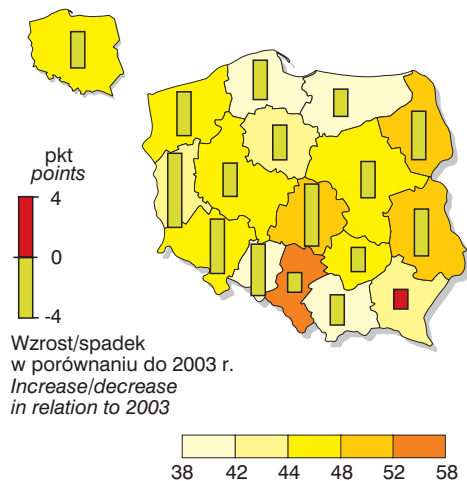 pkt
points
4
0
-4
Wzrost/spadek
w porównaniu do 2003 r.
Increase/decrease
in relation to 2003
38 42 44 48 52 58